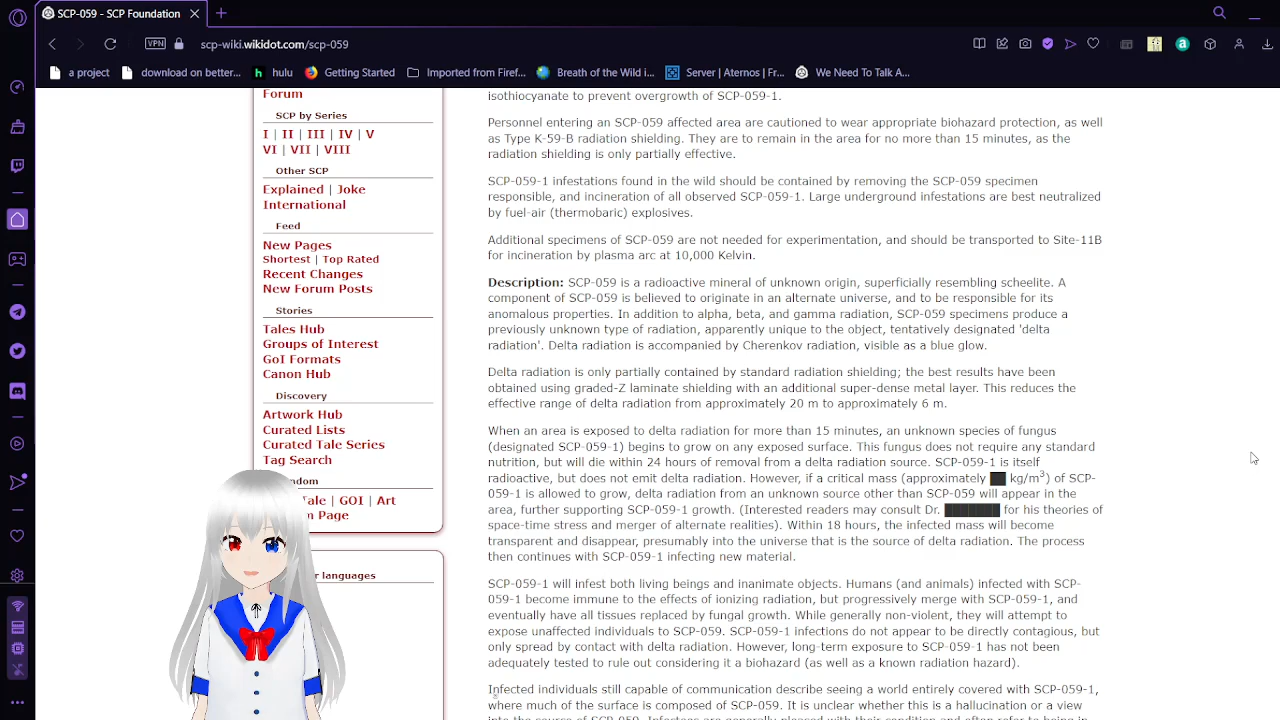 SCP-059 - SCP Foundation
VPN
scp-wiki.wikidot.com/scp-059
a project
download on better...
hulu
Getting Started
Imported from Firef...
Breath of the Wild i...
Server | Aternos | Fr...
We Need To Talk A...
Forum
SCP by Series
I | II | III | IV | V
VI | VII | VIII
Other SCP
Explained | Joke
International
Feed
New Pages
Shortest | Top Rated
Recent Changes
New Forum Posts
Stories
Tales Hub
Groups of Interest
GoI Formats
Canon Hub
Discovery
Artwork Hub
Curated Lists
Curated Tale Series
Tag Search
ndom
Tale | GOI | Art
m Page
r languages
isothiocyanate to prevent overgrowth of SCP-059-1.
Personnel entering an SCP-059 affected area are cautioned to wear appropriate biohazard protection, as well
as Type K-59-B radiation shielding. They are to remain in the area for no more than 15 minutes, as the
radiation shielding is only partially effective.
SCP-059-1 infestations found in the wild should be contained by removing the SCP-059 specimen
responsible, and incineration of all observed SCP-059-1. Large underground infestations are best neutralized
by fuel-air (thermobaric) explosives.
Additional specimens of SCP-059 are not needed for experimentation, and should be transported to Site-11B
for incineration by plasma arc at 10,000 Kelvin.
Description: SCP-059 is a radioactive mineral of unknown origin, superficially resembling scheelite. A
component of SCP-059 is believed to originate in an alternate universe, and to be responsible for its
anomalous properties. In addition to alpha, beta, and gamma radiation, SCP-059 specimens produce a
previously unknown type of radiation, apparently unique to the object, tentatively designated 'delta
radiation'. Delta radiation is accompanied by Cherenkov radiation, visible as a blue glow.
Delta radiation is only partially contained by standard radiation shielding; the best results have been
obtained using graded-Z laminate shielding with an additional super-dense metal layer. This reduces the
effective range of delta radiation from approximately 20 m to approximately 6 m.
When an area is exposed to delta radiation for more than 15 minutes, an unknown species of fungus
(designated SCP-059-1) begins to grow on any exposed surface. This fungus does not require any standard
nutrition, but will die within 24 hours of removal from a delta radiation source. SCP-059-1 is itself
radioactive, but does not emit delta radiation. However, if a critical mass (approximately ██ kg/m³) of SCP-
059-1 is allowed to grow, delta radiation from an unknown source other than SCP-059 will appear in the
area, further supporting SCP-059-1 growth. (Interested readers may consult Dr. ███████ for his theories of
space-time stress and merger of alternate realities). Within 18 hours, the infected mass will become
transparent and disappear, presumably into the universe that is the source of delta radiation. The process
then continues with SCP-059-1 infecting new material.
SCP-059-1 will infest both living beings and inanimate objects. Humans (and animals) infected with SCP-
059-1 become immune to the effects of ionizing radiation, but progressively merge with SCP-059-1, and
eventually have all tissues replaced by fungal growth. While generally non-violent, they will attempt to
expose unaffected individuals to SCP-059. SCP-059-1 infections do not appear to be directly contagious, but
only spread by contact with delta radiation. However, long-term exposure to SCP-059-1 has not been
adequately tested to rule out considering it a biohazard (as well as a known radiation hazard).
Infected individuals still capable of communication describe seeing a world entirely covered with SCP-059-1,
where much of the surface is composed of SCP-059. It is unclear whether this is a hallucination or a view
into the source of SCP-059. Infectees are generally pleased with their condition and often refer to being in